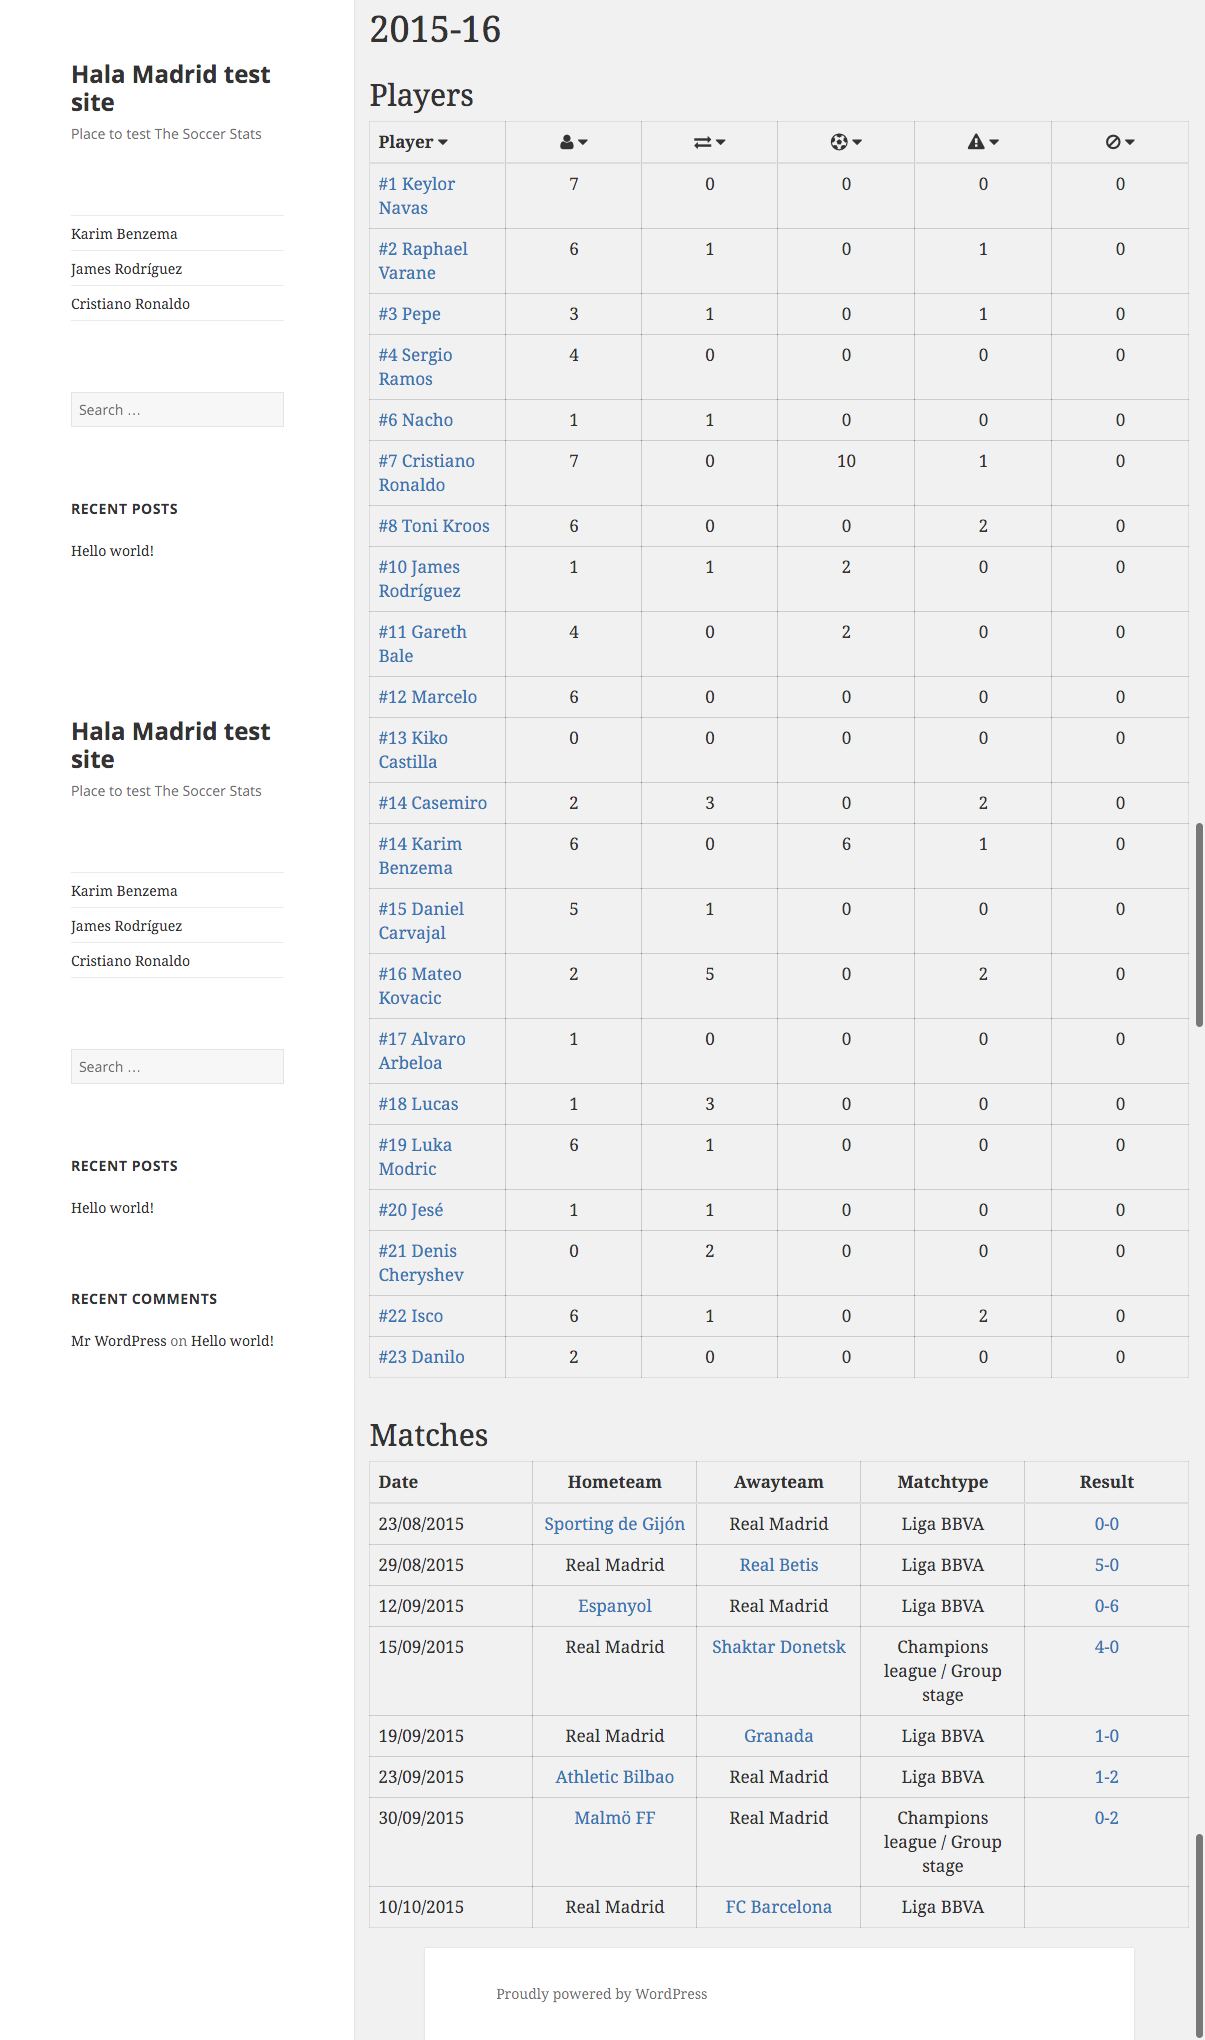 Hala Madrid test
site
Place to test The Soccer Stats
Karim Benzema
James Rodríguez
Cristiano Ronaldo
Search …
RECENT POSTS
Hello world!
Hala Madrid test
site
Place to test The Soccer Stats
Karim Benzema
James Rodríguez
Cristiano Ronaldo
Search …
RECENT POSTS
Hello world!
RECENT COMMENTS
Mr WordPress on Hello world!
2015-16
Players
Player
#1 Keylor 7 0 0 0 0
Navas
#2 Raphael 6 1 0 1 0
Varane
#3 Pepe 3 1 0 1 0
#4 Sergio 4 0 0 0 0
Ramos
#6 Nacho 1 1 0 0 0
#7 Cristiano 7 0 10 1 0
Ronaldo
#8 Toni Kroos 6 0 0 2 0
#10 James 1 1 2 0 0
Rodríguez
#11 Gareth 4 0 2 0 0
Bale
#12 Marcelo 6 0 0 0 0
#13 Kiko 0 0 0 0 0
Castilla
#14 Casemiro 2 3 0 2 0
#14 Karim 6 0 6 1 0
Benzema
#15 Daniel 5 1 0 0 0
Carvajal
#16 Mateo 2 5 0 2 0
Kovacic
#17 Alvaro 1 0 0 0 0
Arbeloa
#18 Lucas 1 3 0 0 0
#19 Luka 6 1 0 0 0
Modric
#20 Jesé 1 1 0 0 0
#21 Denis 0 2 0 0 0
Cheryshev
#22 Isco 6 1 0 2 0
#23 Danilo 2 0 0 0 0
Matches
Date Hometeam Awayteam Matchtype Result
23/08/2015 Sporting de Gijón Real Madrid Liga BBVA 0-0
29/08/2015 Real Madrid Real Betis Liga BBVA 5-0
12/09/2015 Espanyol Real Madrid Liga BBVA 0-6
15/09/2015 Real Madrid Shaktar Donetsk Champions 4-0
league / Group
stage
19/09/2015 Real Madrid Granada Liga BBVA 1-0
23/09/2015 Athletic Bilbao Real Madrid Liga BBVA 1-2
30/09/2015 Malmö FF Real Madrid Champions 0-2
league / Group
stage
10/10/2015 Real Madrid FC Barcelona Liga BBVA
Proudly powered by WordPress